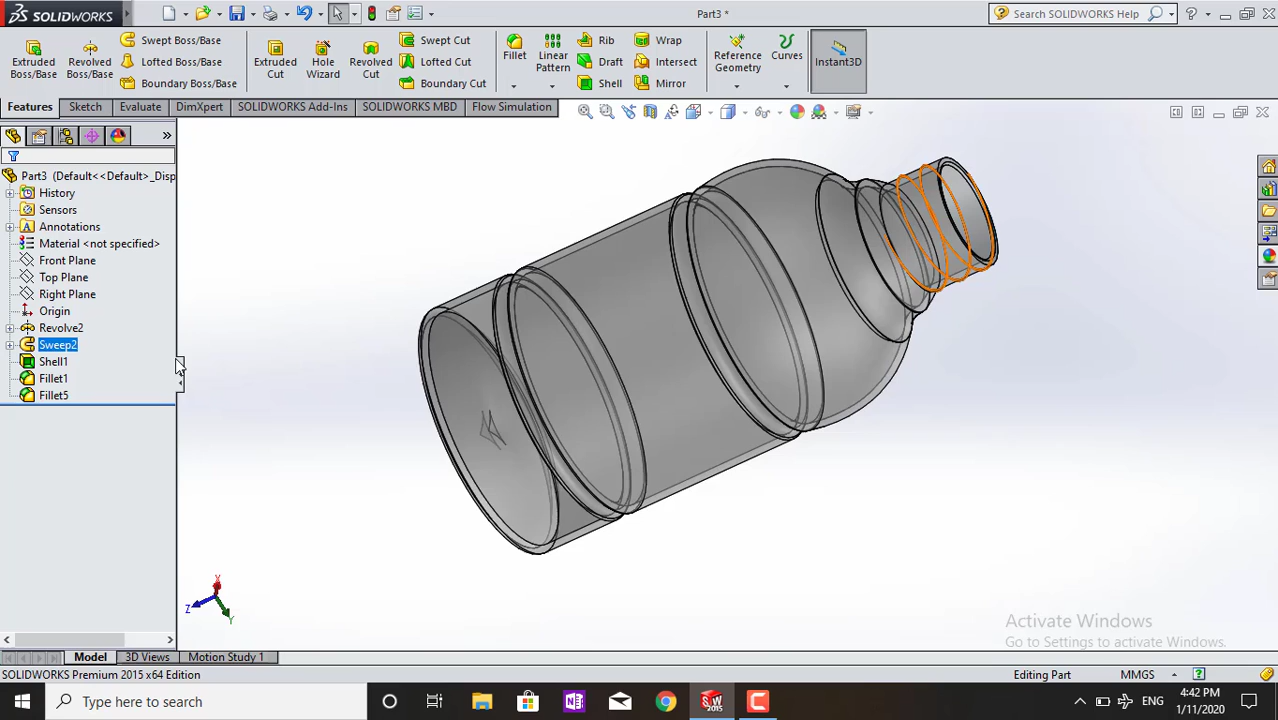 SOLIDWORKS
Part3 *
Search SOLIDWORKS Help
Extruded Boss/Base
Revolved Boss/Base
Swept Boss/Base
Lofted Boss/Base
Boundary Boss/Base
Extruded Cut
Hole Wizard
Revolved Cut
Swept Cut
Lofted Cut
Boundary Cut
Fillet
Linear Pattern
Rib
Draft
Shell
Wrap
Intersect
Mirror
Reference Geometry
Curves
Instant3D
Features
Sketch
Evaluate
DimXpert
SOLIDWORKS Add-Ins
SOLIDWORKS MBD
Flow Simulation
Part3 (Default<<Default>_Disp
History
Sensors
Annotations
Material <not specified>
Front Plane
Top Plane
Right Plane
Origin
Revolve2
Sweep2
Shell1
Fillet1
Fillet5
X
Z
Y
Activate Windows
Go to Settings to activate Windows.
Model
3D Views
Motion Study 1
SOLIDWORKS Premium 2015 x64 Edition
Editing Part
MMGS
Type here to search
ENG
4:42 PM
1/11/2020